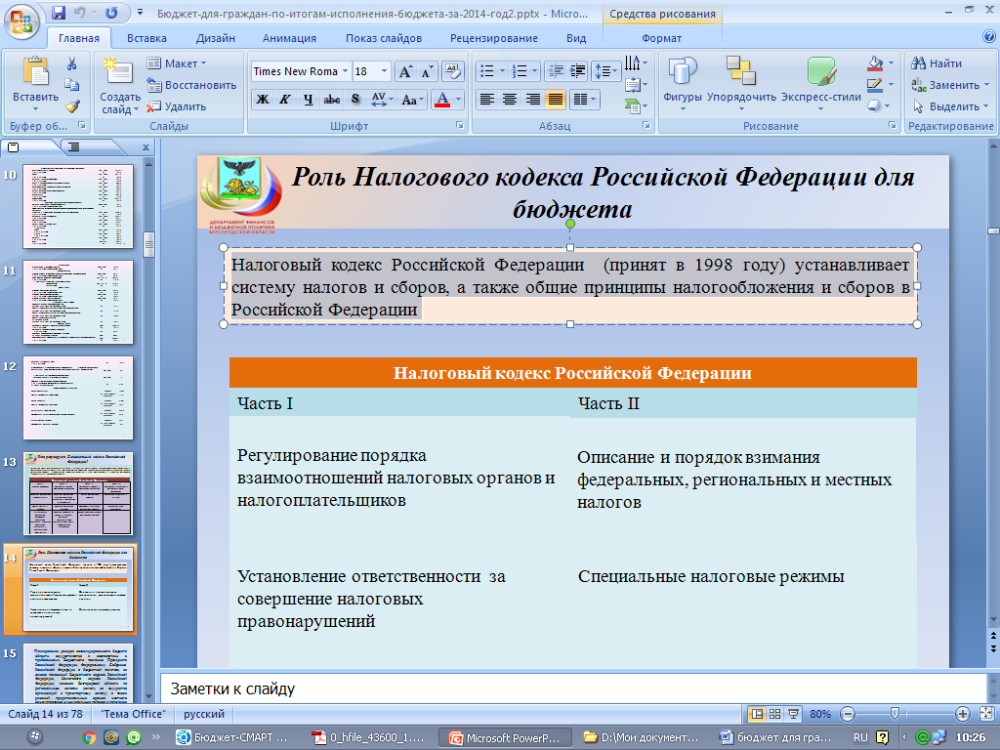 Бюджет-для-граждан-по-итогам-исполнения-бюджета-за-2014-год2.pptx - Micro...
Средства рисования
Главная
Вставка
Дизайн
Анимация
Показ слайдов
Рецензирование
Вид
Формат
Вставить
Буфер об...
Создать слайд
Макет
Восстановить
Удалить
Слайды
Times New Roma
18
Ж К Ч abc S AV Aa А
Шрифт
Абзац
Фигуры
Упорядочить
Экспресс-стили
Рисование
Найти
Заменить
Выделить
Редактирование
10
11
12
13
14
15
ДЕПАРТАМЕНТ ФИНАНСОВ
И БЮДЖЕТНОЙ ПОЛИТИКИ
БЕЛГОРОДСКОЙ ОБЛАСТИ
Роль Налогового кодекса Российской Федерации для
бюджета
Налоговый кодекс Российской Федерации (принят в 1998 году) устанавливает
систему налогов и сборов, а также общие принципы налогообложения и сборов в
Российской Федерации
Налоговый кодекс Российской Федерации
Часть I
Часть II
Регулирование порядка
взаимоотношений налоговых органов и
налогоплательщиков
Описание и порядок взимания
федеральных, региональных и местных
налогов
Установление ответственности за
совершение налоговых
правонарушений
Специальные налоговые режимы
Заметки к слайду
Слайд 14 из 78
"Тема Office"
русский
80%
Бюджет-СМАРТ ...
0_hfile_43600_1....
Microsoft PowerP...
D:\Мои документ...
бюджет для гра...
RU
10:26